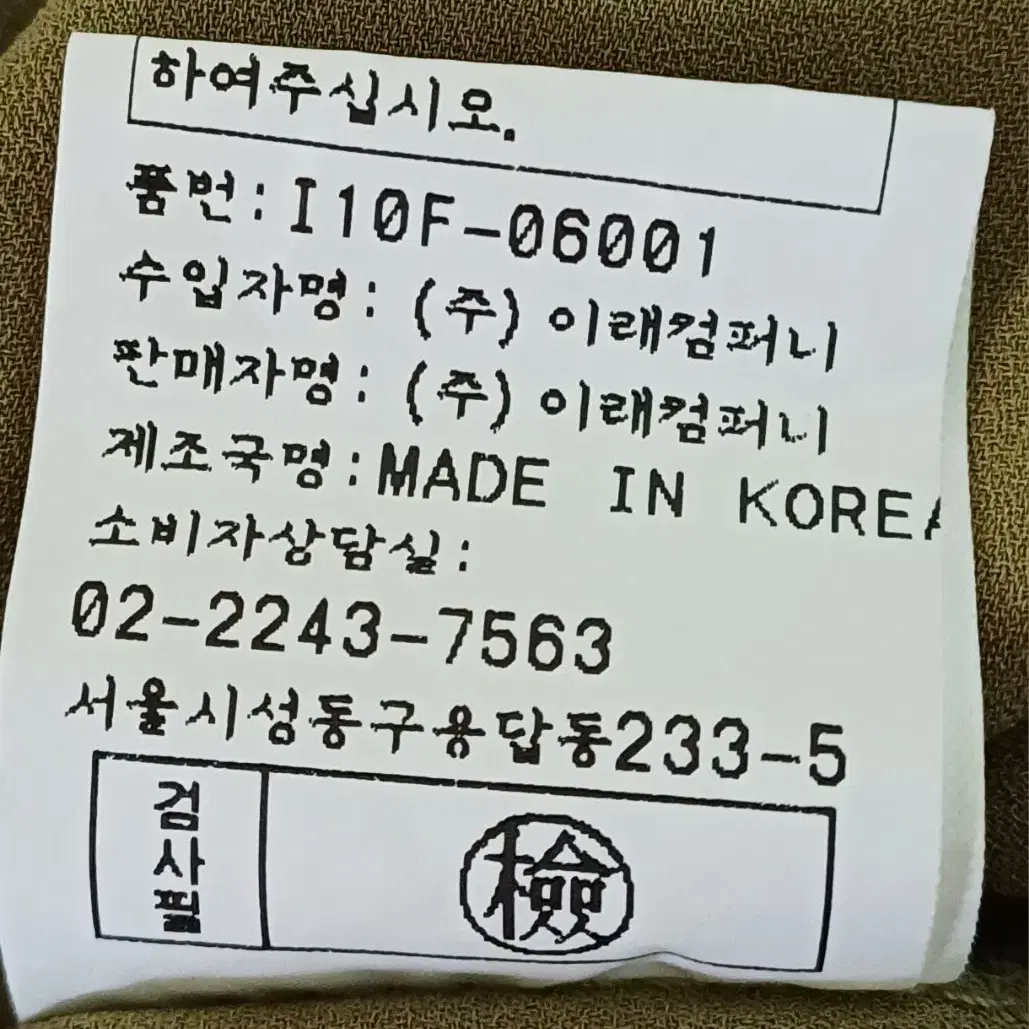 하여주십시오.
품번:I10F-06001
수입자명: (주) 이래컴퍼니
판매자명: (주) 이래컴퍼니
제조국명:MADE IN KOREA
소비자상담실:
02-2243-7563
서울시성동구용답동233-5
검사필
檢